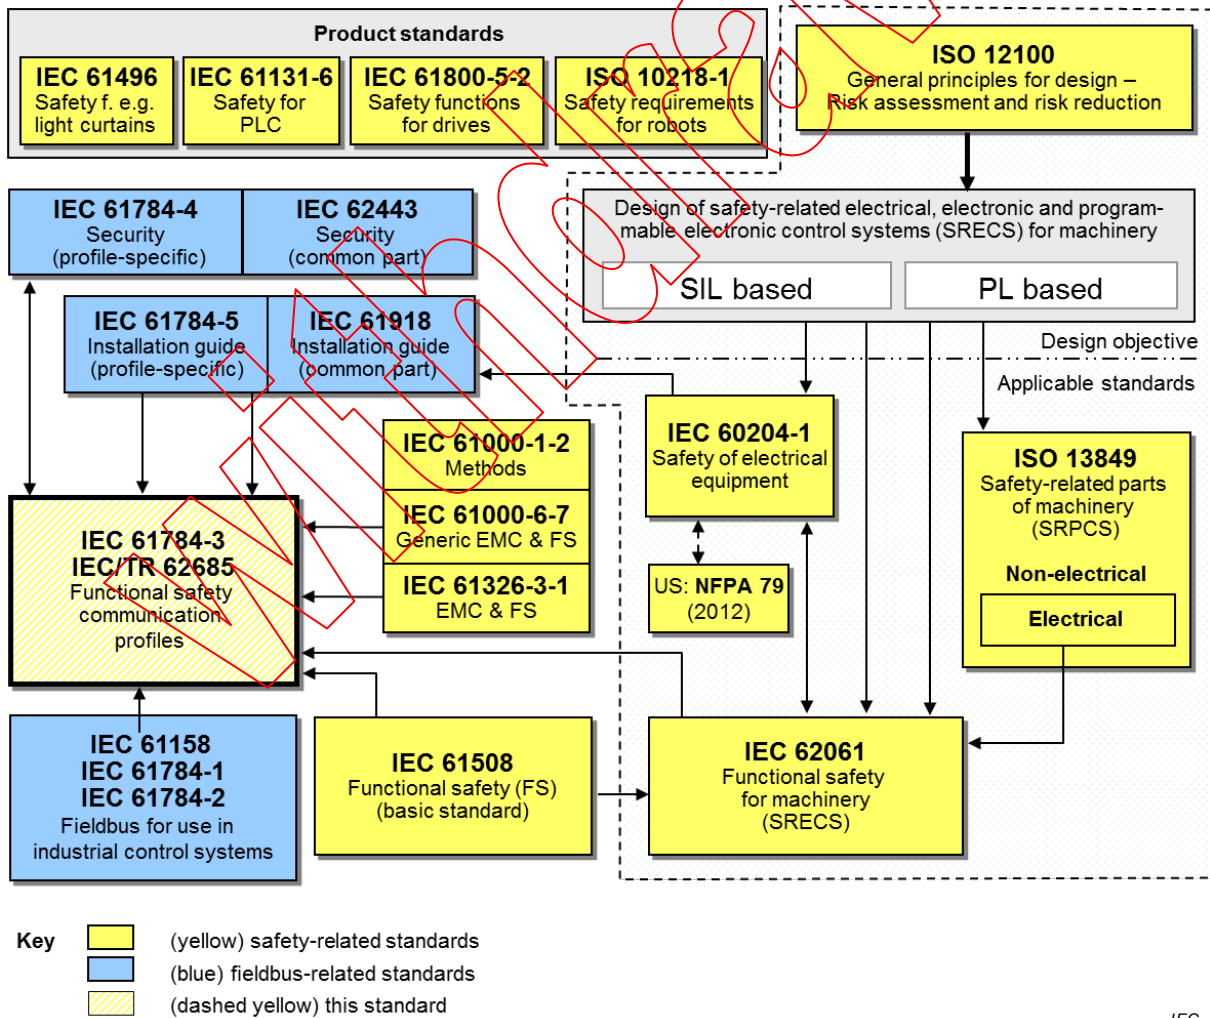 Product standards
IEC 61496
Safety f. e.g.
light curtains
IEC 61131-6
Safety for
PLC
IEC 61800-5-2
Safety functions
for drives
ISO 10218-1
Safety requirements
for robots
ISO 12100
General principles for design –
Risk assessment and risk reduction
IEC 61784-4
Security
(profile-specific)
IEC 62443
Security
(common part)
Design of safety-related electrical, electronic and program-
mable electronic control systems (SRECS) for machinery
SIL based
PL based
IEC 61784-5
Installation guide
(profile-specific)
IEC 61918
Installation guide
(common part)
Design objective
Applicable standards
IEC 61000-1-2
Methods
IEC 61000-6-7
Generic EMC & FS
IEC 61326-3-1
EMC & FS
IEC 60204-1
Safety of electrical
equipment
US: NFPA 79
(2012)
ISO 13849
Safety-related parts
of machinery
(SRPCS)
Non-electrical
Electrical
IEC 61784-3
IEC/TR 62685
Functional safety
communication
profiles
IEC 61158
IEC 61784-1
IEC 61784-2
Fieldbus for use in
industrial control systems
IEC 61508
Functional safety (FS)
(basic standard)
IEC 62061
Functional safety
for machinery
(SRECS)
Key
(yellow) safety-related standards
(blue) fieldbus-related standards
(dashed yellow) this standard
IEC